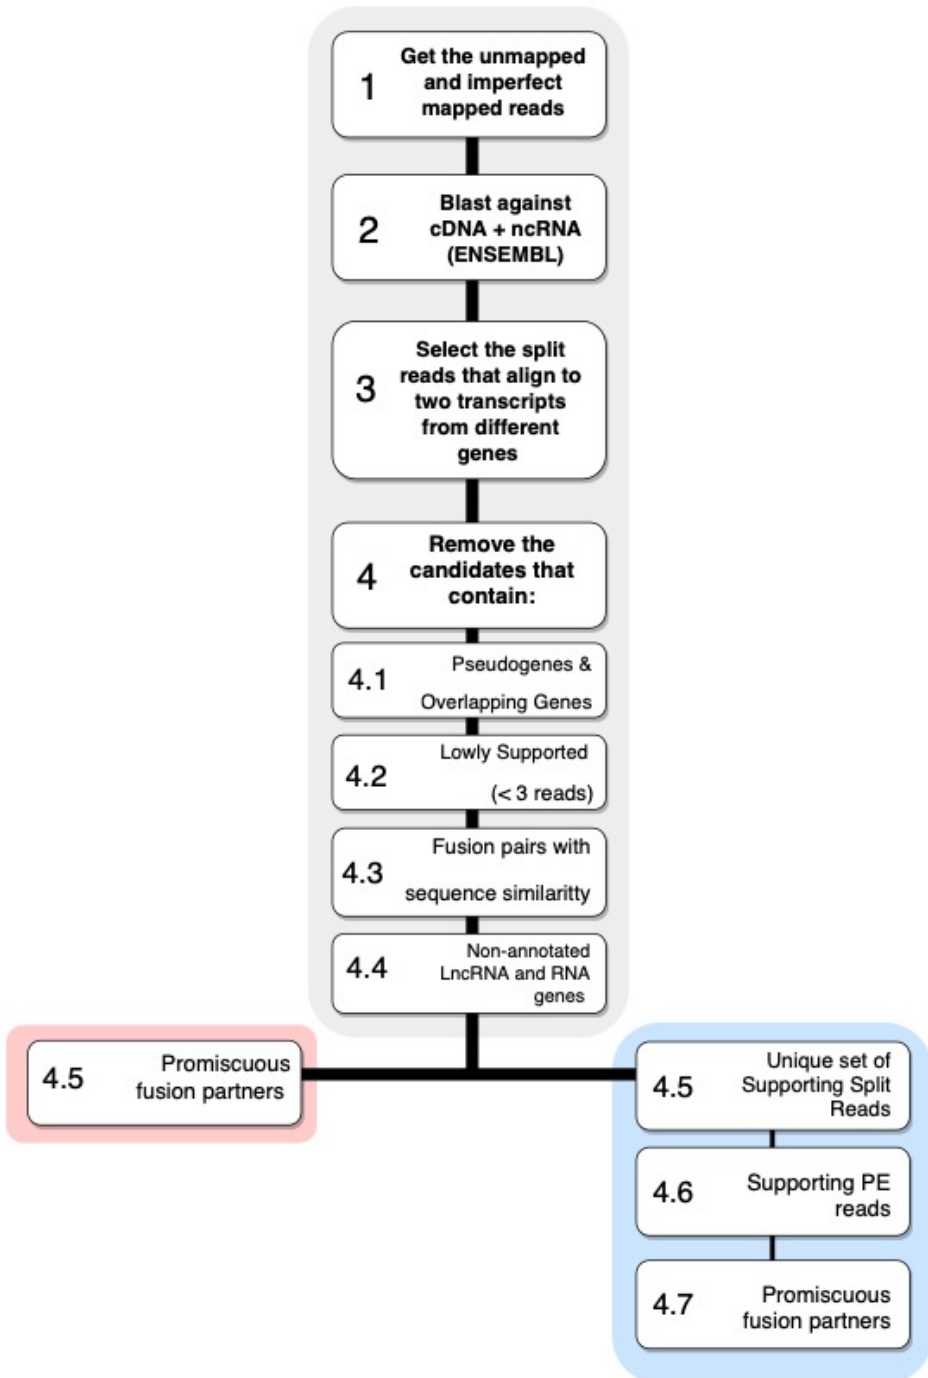 1
Get the unmapped
and imperfect
mapped reads
2
Blast against
cDNA + ncRNA
(ENSEMBL)
3
Select the split
reads that align to
two transcripts
from different
genes
4
Remove the
candidates that
contain:
4.1
Pseudogenes &
Overlapping Genes
4.2
Lowly Supported
(< 3 reads)
4.3
Fusion pairs with
sequence similaritty
4.4
Non-annotated
LncRNA and RNA
genes
4.5
Promiscuous
fusion partners
4.5
Unique set of
Supporting Split
Reads
4.6
Supporting PE
reads
4.7
Promiscuous
fusion partners